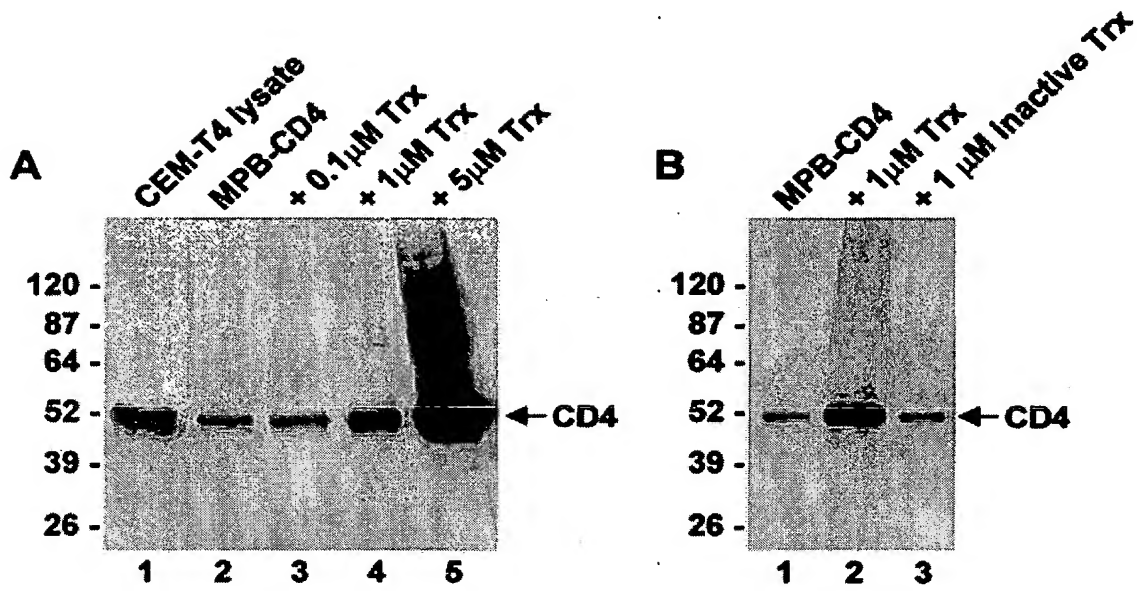 A
CEM-T4 lysate
MPB-CD4
+ 0.1µM Trx
+ 1µM Trx
+ 5µM Trx
120 -
87 -
64 -
52 -
39 -
26 -
CD4
1 2 3 4 5
B
MPB-CD4
+ 1µM Trx
+ 1 µM inactive Trx
120 -
87 -
64 -
52 -
39 -
26 -
CD4
1 2 3